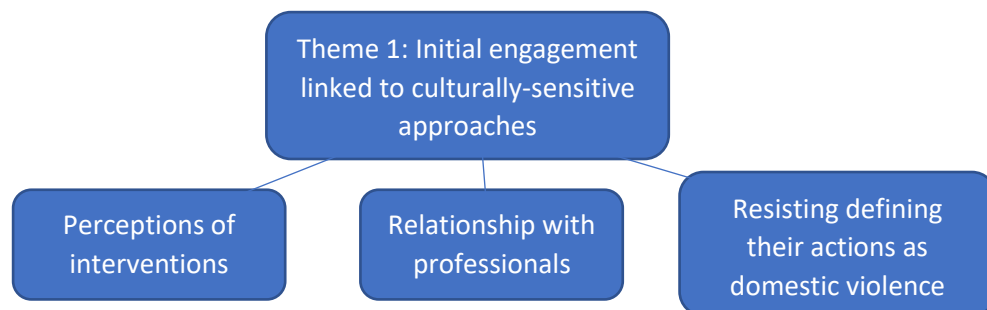 Theme 1: Initial engagement
linked to culturally-sensitive
approaches
Perceptions of
interventions
Relationship with
professionals
Resisting defining
their actions as
domestic violence